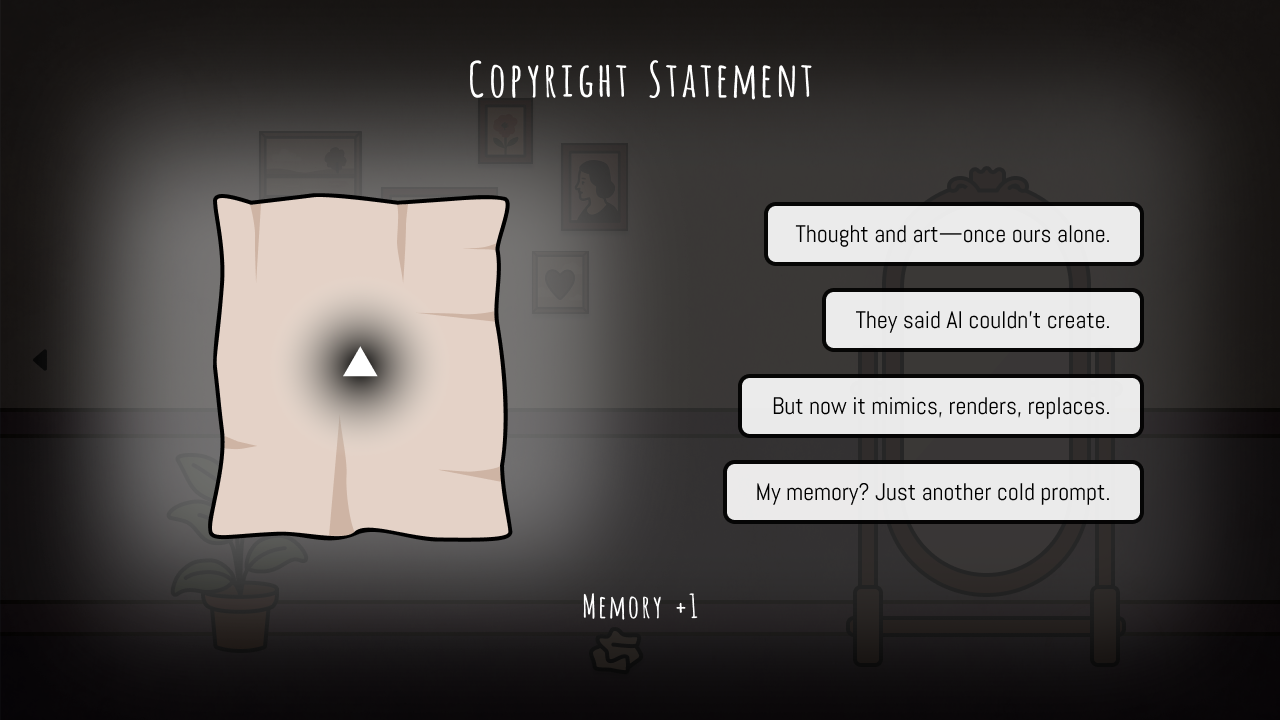 Copyright Statement
Thought and art—once ours alone.
They said AI couldn't create.
But now it mimics, renders, replaces.
My memory? Just another cold prompt.
Memory +1